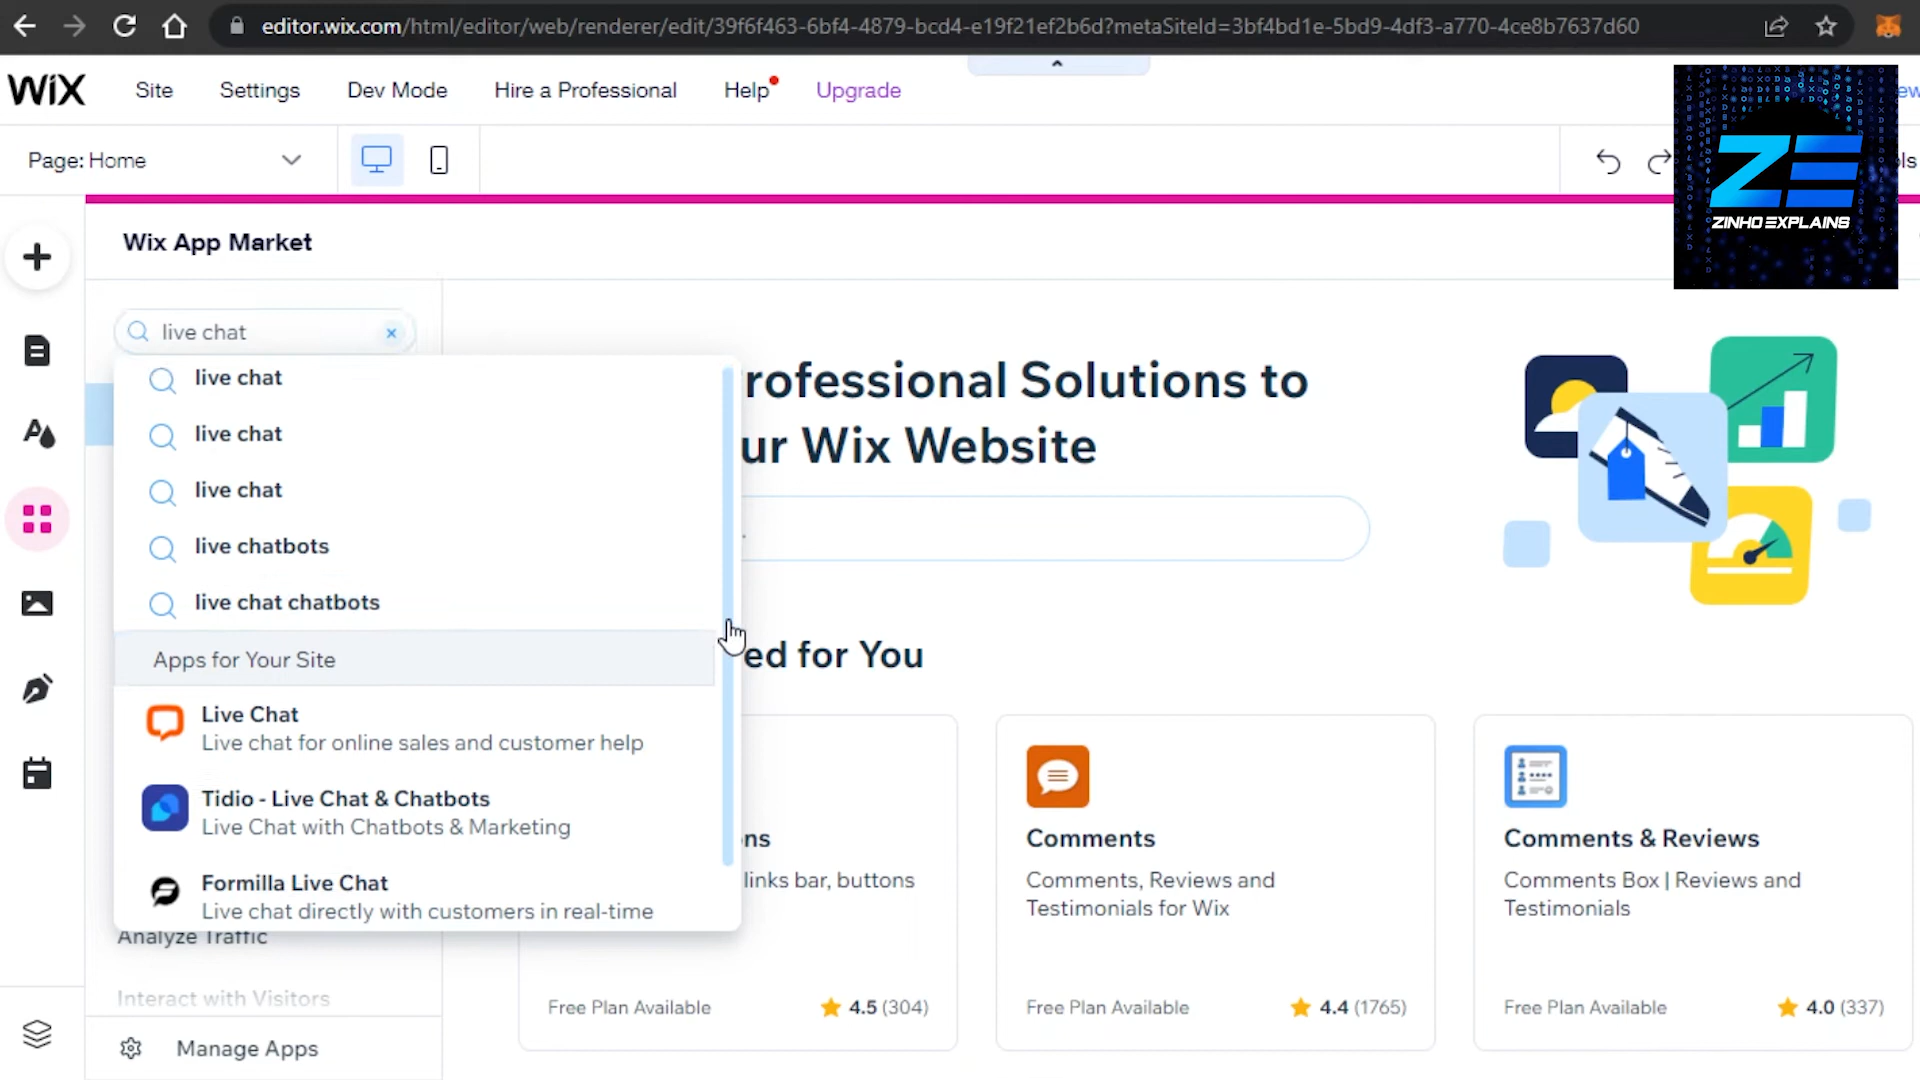 editor.wix.com/html/editor/web/renderer/edit/39f6f463-6bf4-4879-bcd4-e19f21ef2b6d?metaSiteId=3bf4bd1e-5bd9-4df3-a770-4ce8b7637d60
WiX
Site
Settings
Dev Mode
Hire a Professional
Help
Upgrade
Page: Home
ZE
ZINHO EXPLAINS
Wix App Market
live chat
live chat
live chat
live chat
live chatbots
live chat chatbots
Apps for Your Site
Live Chat
Live chat for online sales and customer help
Tidio - Live Chat & Chatbots
Live Chat with Chatbots & Marketing
Formilla Live Chat
Live chat directly with customers in real-time
Analyze Traffic
Interact with Visitors
Manage Apps
rofessional Solutions to
ur Wix Website
ed for You
ns
links bar, buttons
Free Plan Available
4.5 (304)
Comments
Comments, Reviews and
Testimonials for Wix
Free Plan Available
4.4 (1765)
Comments & Reviews
Comments Box | Reviews and
Testimonials
Free Plan Available
4.0 (337)